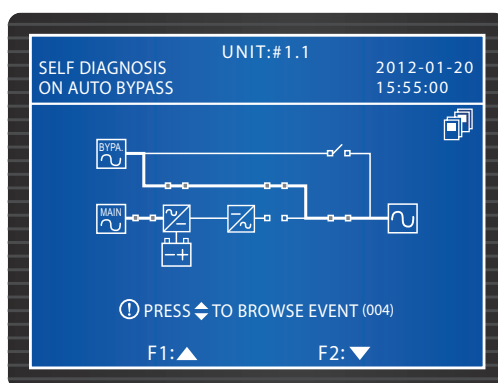 UNIT:#1.1
SELF DIAGNOSIS
ON AUTO BYPASS
2012-01-20
15:55:00
BYPA.
MAIN
PRESS TO BROWSE EVENT (004)
F1: F2: